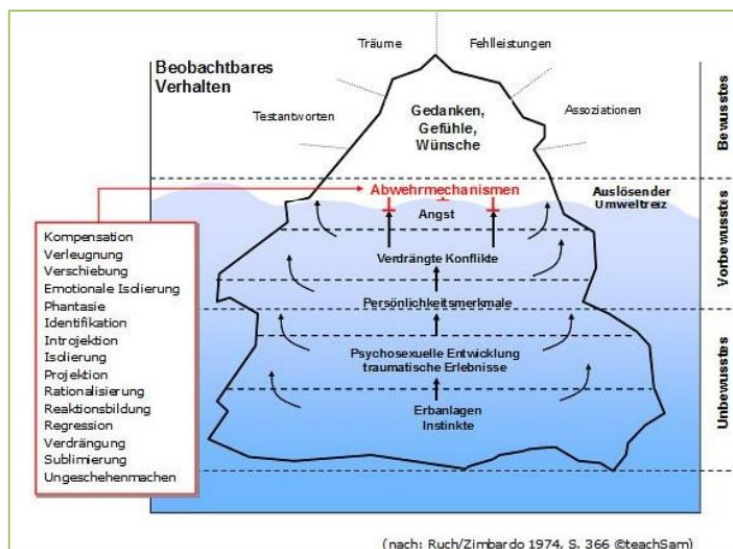 Träume
Fehlleistungen
Beobachtbares
Verhalten
Testantworten
Gedanken,
Gefühle,
Wünsche
Assoziationen
Bewusstes
Abwehrmechanismen
Auslösender
Umweltreiz
Angst
Vorbewusstes
Verdrängte Konflikte
Persönlichkeitsmerkmale
Psychosexuelle Entwicklung
traumatische Erlebnisse
Unbewusstes
Erbanlagen
Instinkte
Kompensation
Verleugnung
Verschiebung
Emotionale Isolierung
Phantasie
Identifikation
Introjektion
Isolierung
Projektion
Rationalisierung
Reaktionsbildung
Regression
Verdrängung
Sublimierung
Ungeschehenmachen
(nach: Ruch/Zimbardo 1974, S. 366 ©teachSam)